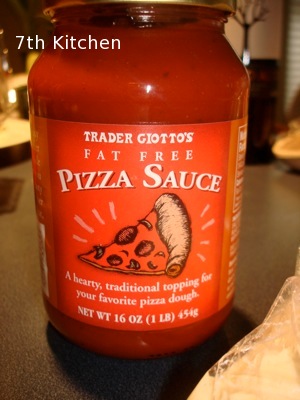 7th Kitchen
TRADER GIOTTO'S
FAT FREE
PIZZA SAUCE
A hearty, traditional topping for
your favorite pizza dough.
NET WT 16 OZ (1 LB) 454g